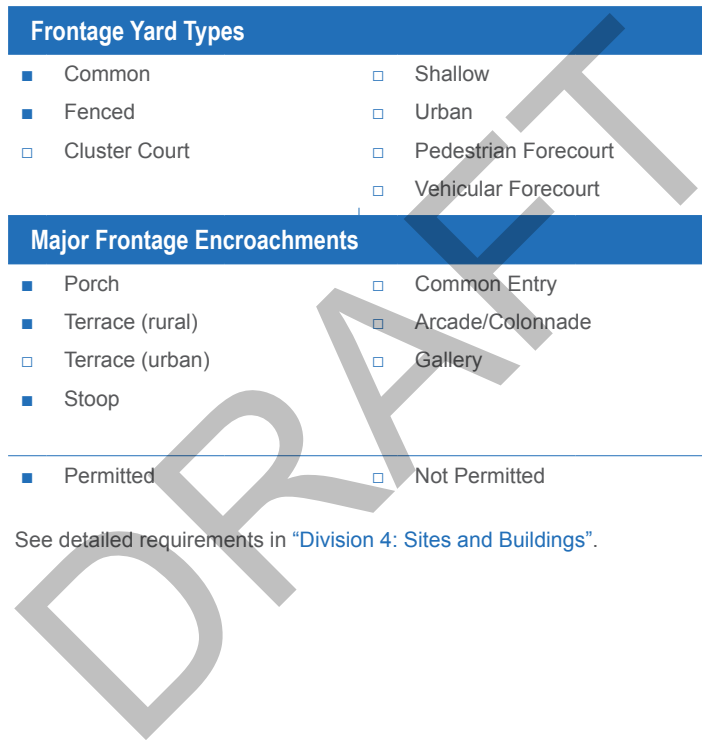 Frontage Yard Types
■ Common
■ Fenced
□ Cluster Court
□ Shallow
□ Urban
□ Pedestrian Forecourt
□ Vehicular Forecourt
Major Frontage Encroachments
■ Porch
■ Terrace (rural)
□ Terrace (urban)
■ Stoop
□ Common Entry
□ Arcade/Colonnade
□ Gallery
■ Permitted
□ Not Permitted
See detailed requirements in “Division 4: Sites and Buildings”.
DRAFT